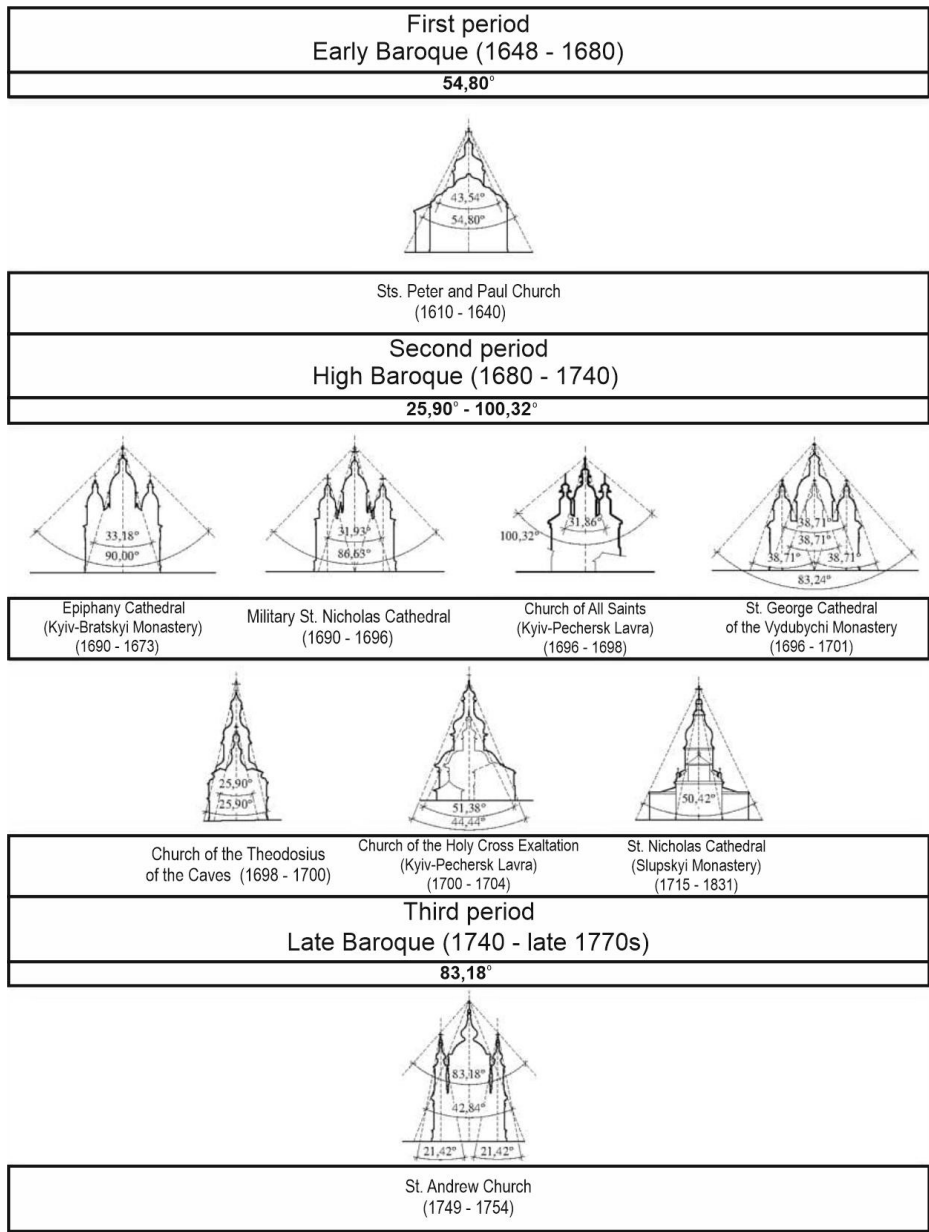 First period
Early Baroque (1648 - 1680)
54,80°
43,54°
54,80°
Sts. Peter and Paul Church
(1610 - 1640)
Second period
High Baroque (1680 - 1740)
25,90° - 100,32°
33,18°
90,00°
31,93°
86,63°
31,86°
100,32°
38,71°
38,71°
38,71° 38,71°
83,24°
Epiphany Cathedral
(Kyiv-Bratskyi Monastery)
(1690 - 1673)
Military St. Nicholas Cathedral
(1690 - 1696)
Church of All Saints
(Kyiv-Pechersk Lavra)
(1696 - 1698)
St. George Cathedral
of the Vydubychi Monastery
(1696 - 1701)
25,90°
25,90°
51,38°
44,44°
50,42°
Church of the Theodosius
of the Caves (1698 - 1700)
Church of the Holy Cross Exaltation
(Kyiv-Pechersk Lavra)
(1700 - 1704)
St. Nicholas Cathedral
(Slupskyi Monastery)
(1715 - 1831)
Third period
Late Baroque (1740 - late 1770s)
83,18°
83,18°
42,84°
21,42° 21,42°
St. Andrew Church
(1749 - 1754)